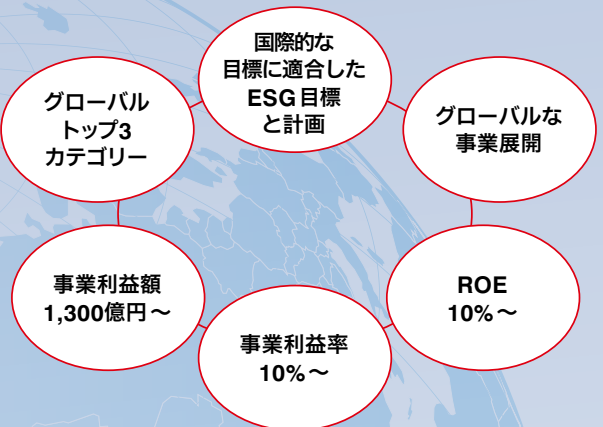 国際的な
目標に適合した
ESG目標
と計画
グローバル
トップ3
カテゴリー
グローバルな
事業展開
事業利益額
1,300億円～
ROE
10%～
事業利益率
10%～